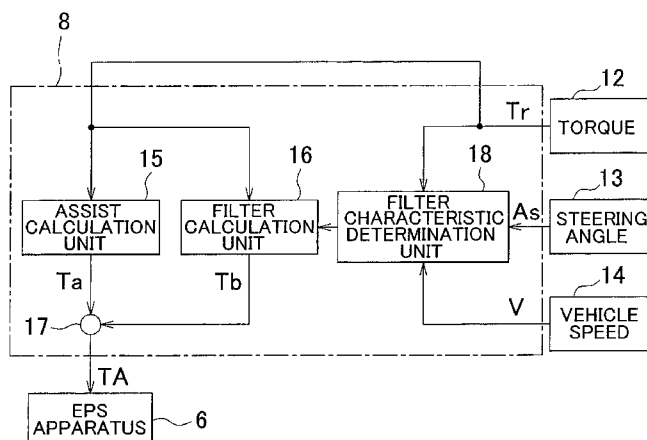 8
12
Tr
TORQUE
15
16
18
13
ASSIST
CALCULATION
UNIT
FILTER
CALCULATION
UNIT
FILTER
CHARACTERISTIC
DETERMINATION
UNIT
As
STEERING
ANGLE
Ta
Tb
14
V
VEHICLE
SPEED
17
TA
EPS
APPARATUS
6